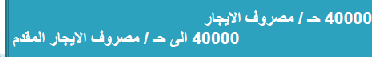 40000 حـ / مصروف الايجار
40000 الى حـ / مصروف الايجار المقدم